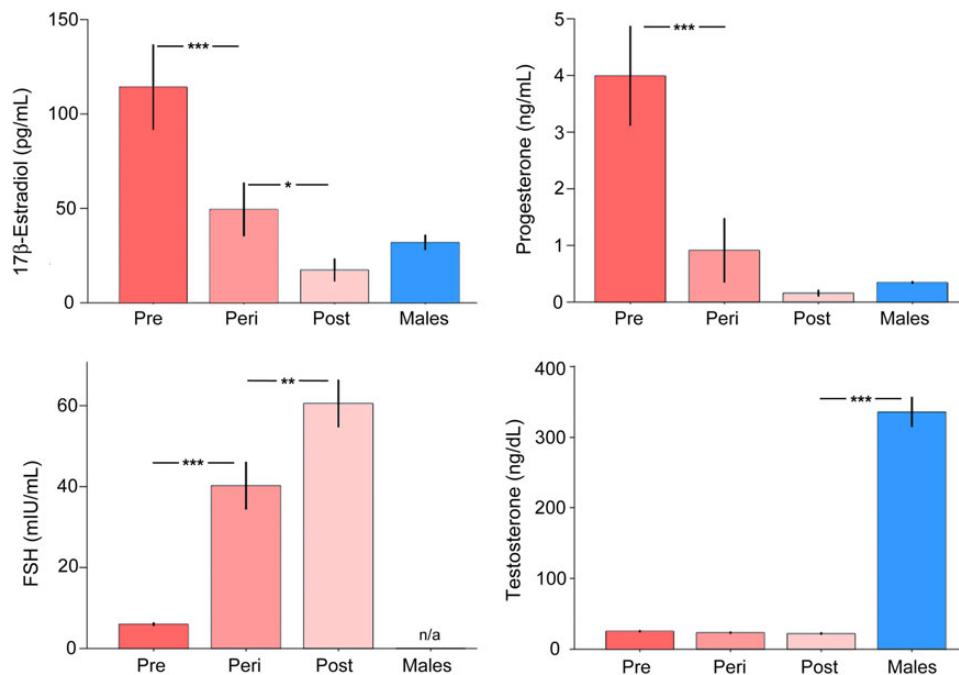 17β-Estradiol (pg/mL)
150
100
50
0
***
*
Pre Peri Post Males
Progesterone (ng/mL)
5
4
3
2
1
0
***
Pre Peri Post Males
FSH (mIU/mL)
60
40
20
0
***
**
n/a
Pre Peri Post Males
Testosterone (ng/dL)
400
300
200
100
0
***
Pre Peri Post Males